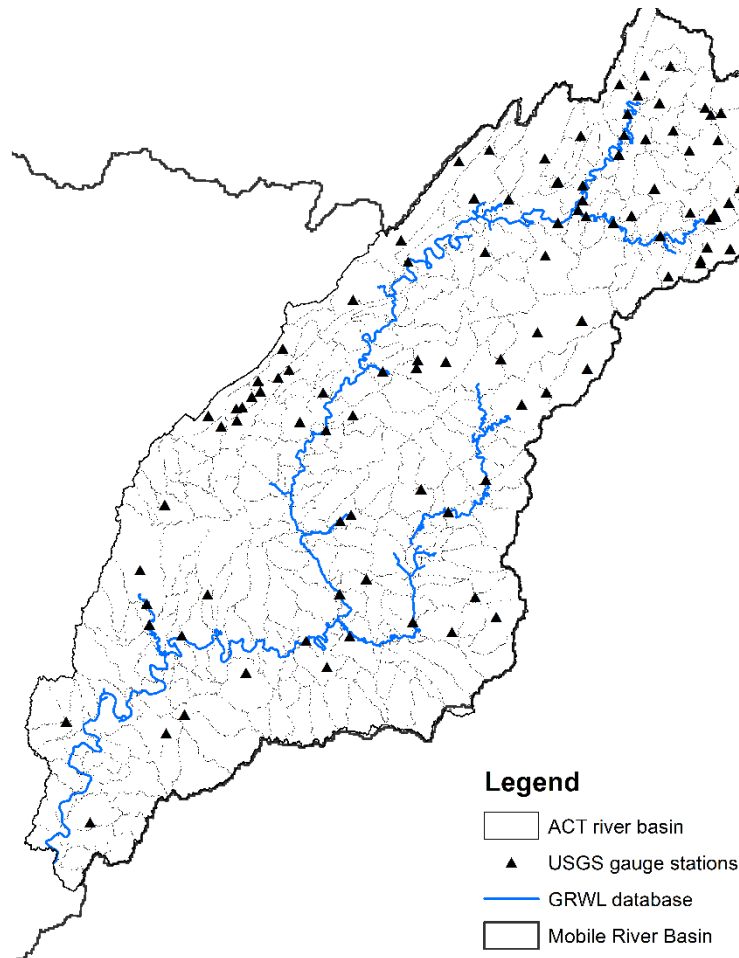 Legend
ACT river basin
USGS gauge stations
GRWL database
Mobile River Basin